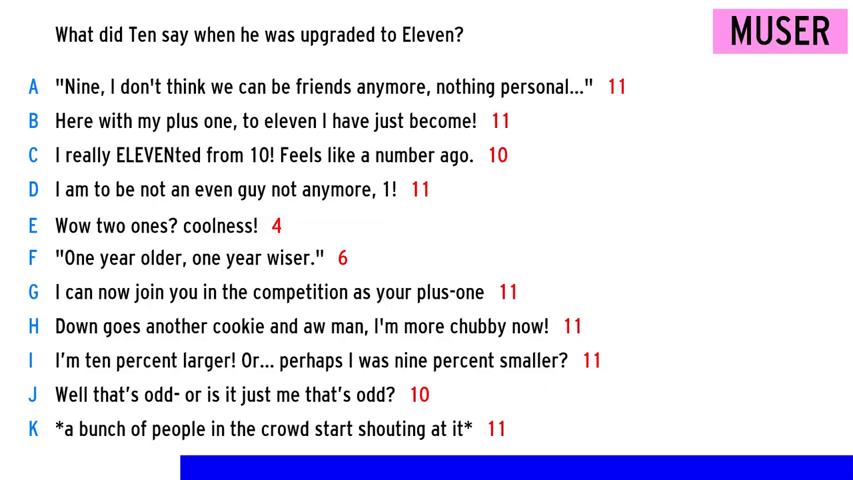 What did Ten say when he was upgraded to Eleven?
MUSER
A "Nine, I don't think we can be friends anymore, nothing personal..." 11
B Here with my plus one, to eleven I have just become! 11
C I really ELEVENted from 10! Feels like a number ago. 10
D I am to be not an even guy not anymore, 1! 11
E Wow two ones? coolness! 4
F "One year older, one year wiser." 6
G I can now join you in the competition as your plus-one 11
H Down goes another cookie and aw man, I'm more chubby now! 11
I I’m ten percent larger! Or... perhaps I was nine percent smaller? 11
J Well that’s odd- or is it just me that’s odd? 10
K *a bunch of people in the crowd start shouting at it* 11